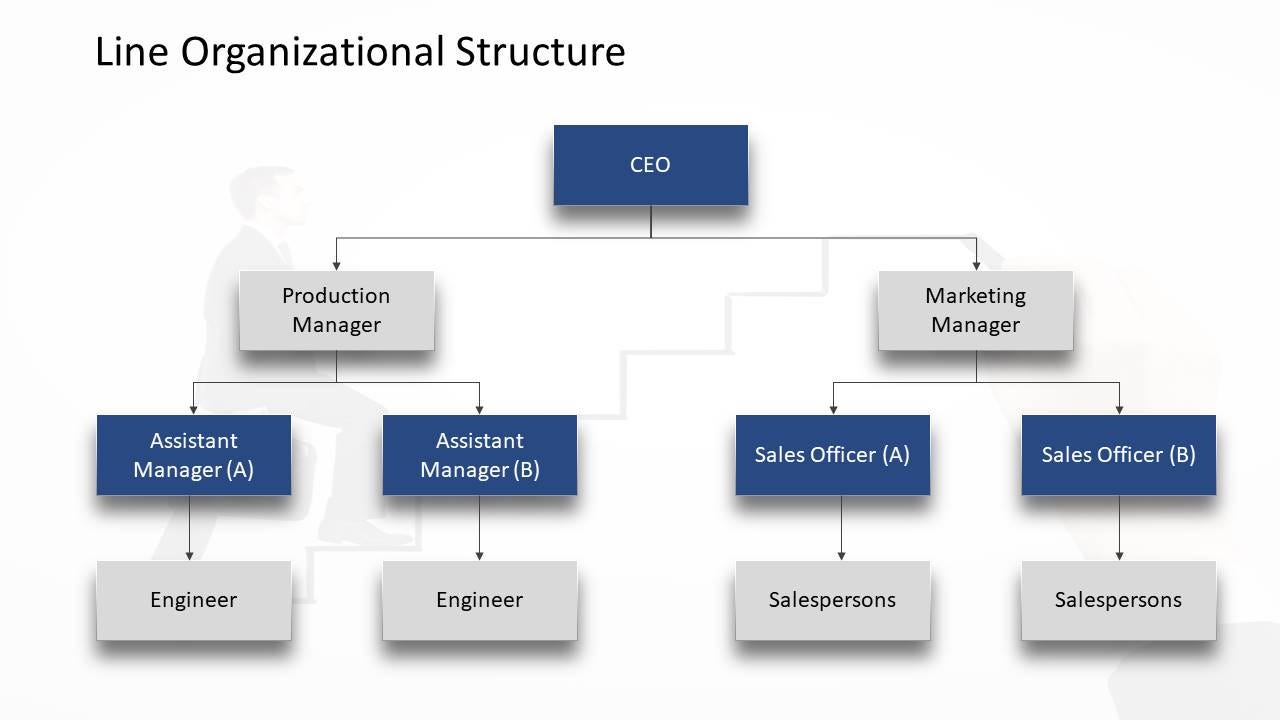 Line Organizational Structure
CEO
Production
Manager
Marketing
Manager
Assistant
Manager (A)
Assistant
Manager (B)
Sales Officer (A)
Sales Officer (B)
Engineer
Engineer
Salespersons
Salespersons